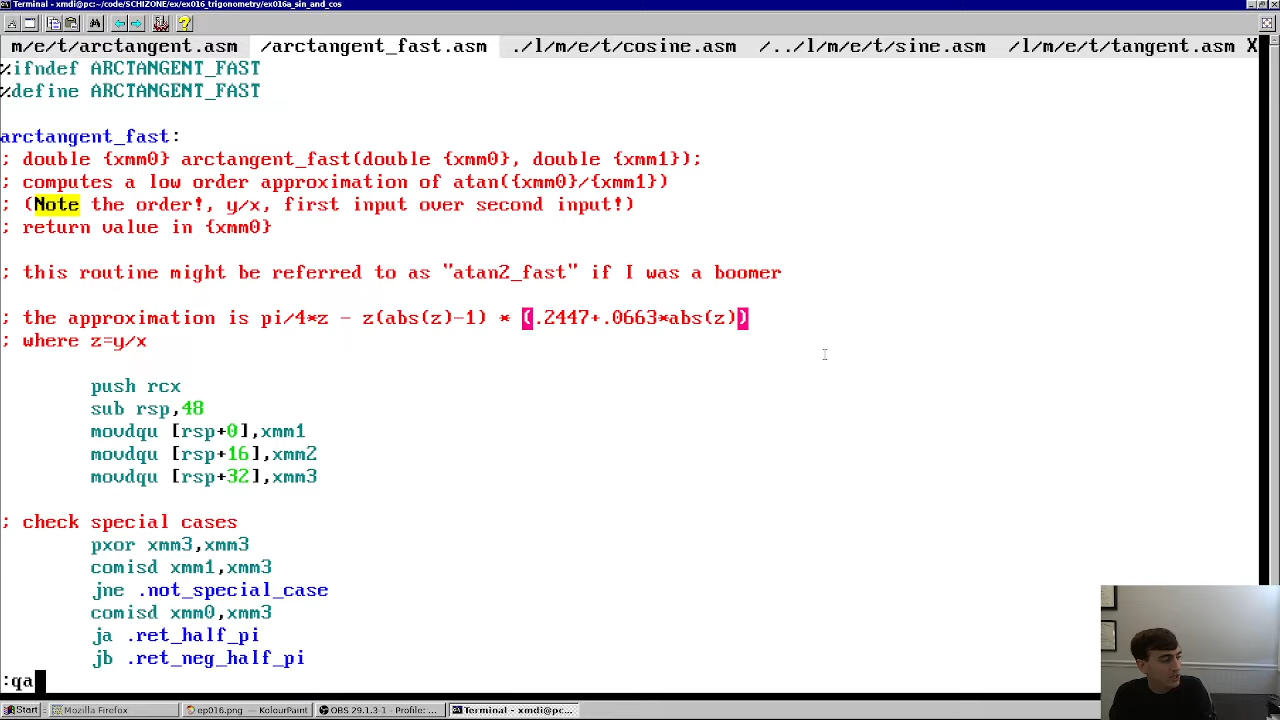 Terminal - xmdi@pc:~/code/SCHIZONE/ex/ex016_trigonometry/ex016a_sin_and_cos
m/e/t/arctangent.asm /arctangent_fast.asm ./l/m/e/t/cosine.asm /../l/m/e/t/sine.asm /l/m/e/t/tangent.asm X
%ifndef ARCTANGENT_FAST
%define ARCTANGENT_FAST
arctangent_fast:
; double {xmm0} arctangent_fast(double {xmm0}, double {xmm1});
; computes a low order approximation of atan({xmm0}/{xmm1})
; (Note the order!, y/x, first input over second input!)
; return value in {xmm0}
; this routine might be referred to as "atan2_fast" if I was a boomer
; the approximation is pi/4*z - z(abs(z)-1) * (.2447+.0663*abs(z))
; where z=y/x
push rcx
sub rsp,48
movdqu [rsp+0],xmm1
movdqu [rsp+16],xmm2
movdqu [rsp+32],xmm3
; check special cases
pxor xmm3,xmm3
comisd xmm1,xmm3
jne .not_special_case
comisd xmm0,xmm3
ja .ret_half_pi
jb .ret_neg_half_pi
:qa
Start Mozilla Firefox ep016.png — KolourPaint OBS 29.1.3-1 - Profile: ... Terminal - xmdi@pc:...